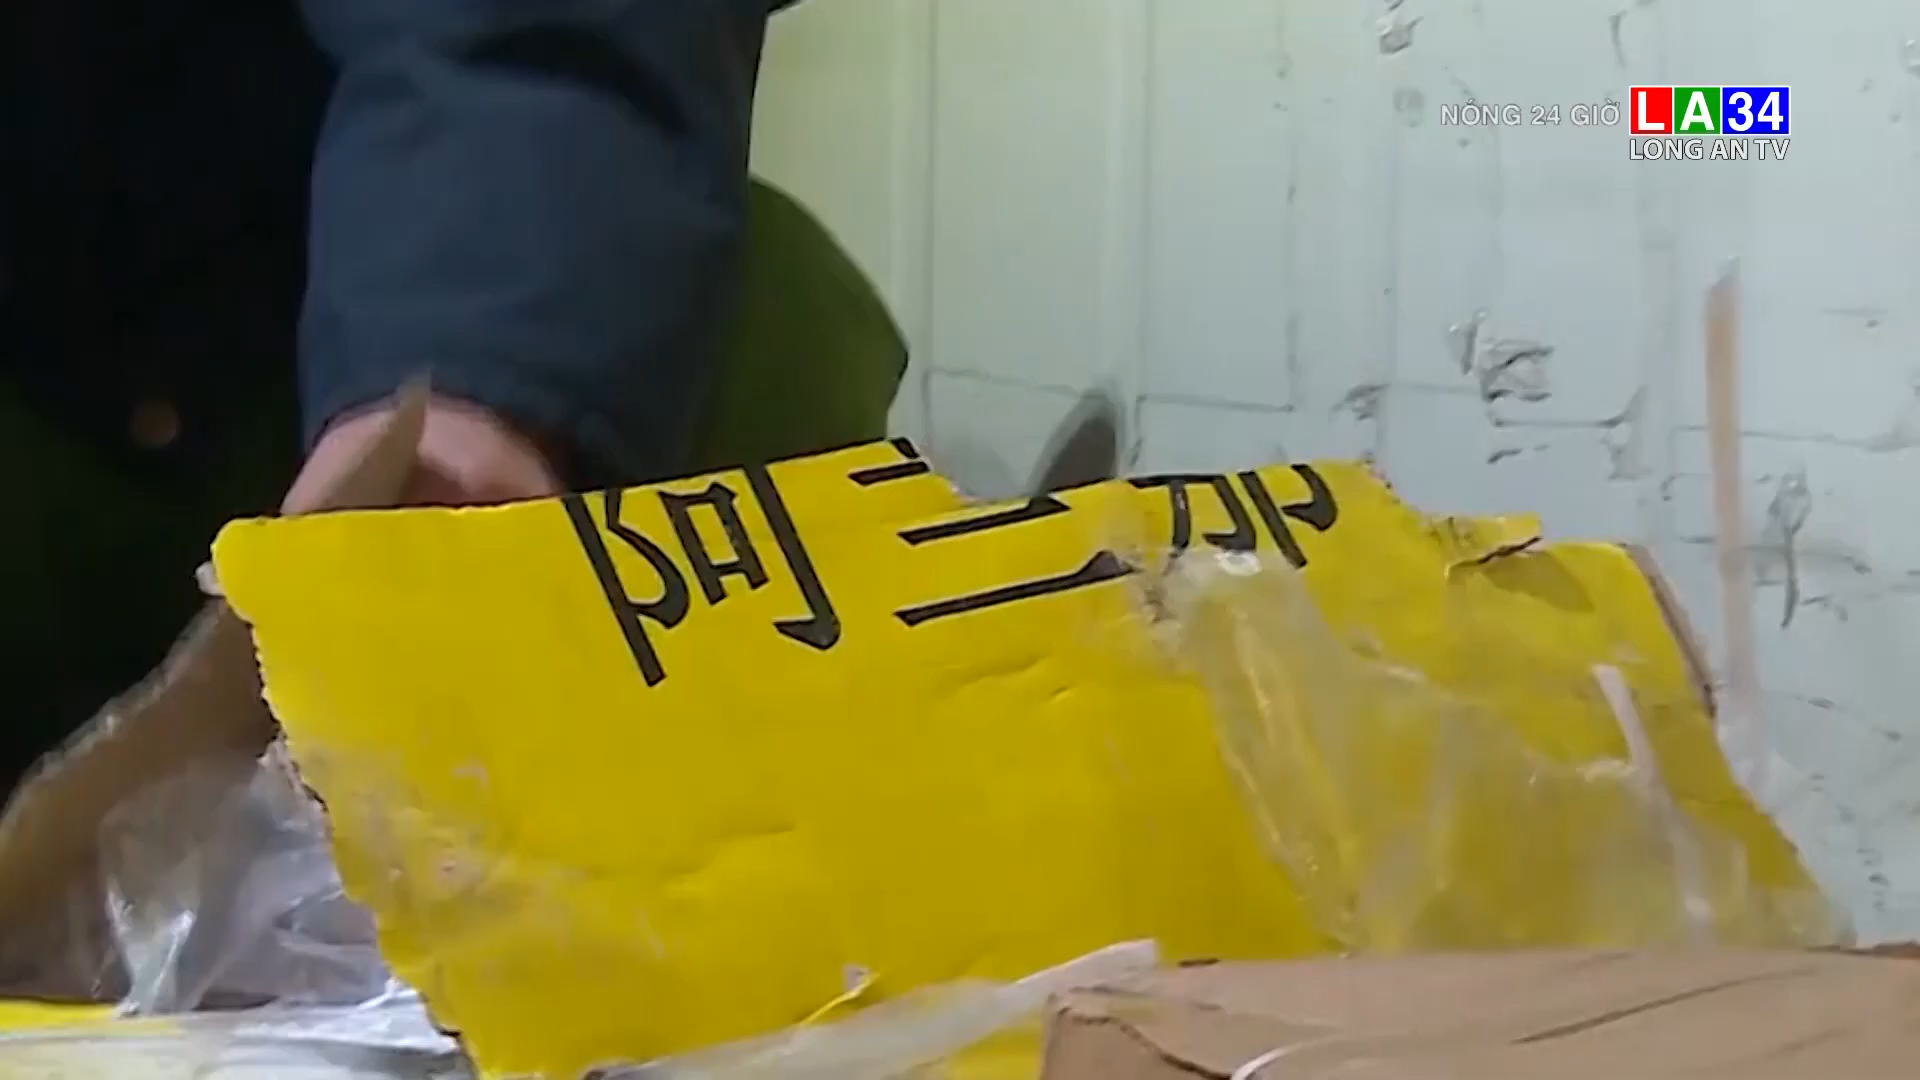 NÓNG 24 GIỜ
LA34
LONG AN TV
阿三